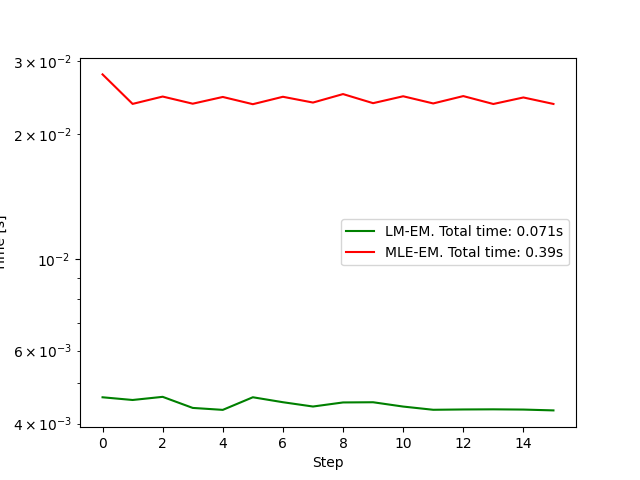 3 × 10⁻²
2 × 10⁻²
10⁻²
6 × 10⁻³
4 × 10⁻³
Time [s]
LM-EM. Total time: 0.071s
MLE-EM. Total time: 0.39s
0 2 4 6 8 10 12 14
Step